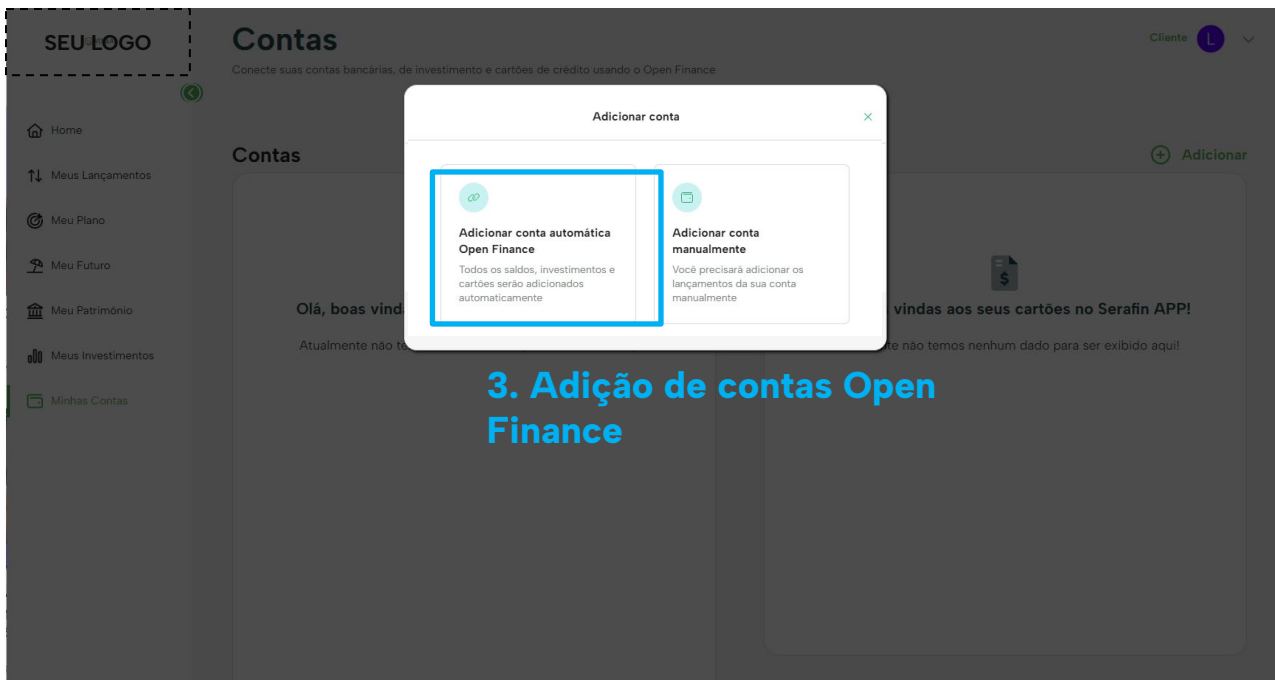 SEU LOGO
Contas
Conecte suas contas bancárias, de investimento e cartões de crédito usando o Open Finance
Cliente
L
Home
Meus Lançamentos
Meu Plano
Meu Futuro
Meu Patrimônio
Meus Investimentos
Minhas Contas
Contas
Adicionar
Adicionar conta
Adicionar conta automática
Open Finance
Todos os saldos, investimentos e
cartões serão adicionados
automaticamente
Adicionar conta
manualmente
Você precisará adicionar os
lançamentos da sua conta
manualmente
Olá, boas vind
Atualmente não te
$
vindas aos seus cartões no Serafin APP!
te não temos nenhum dado para ser exibido aqui!
3. Adição de contas Open
Finance